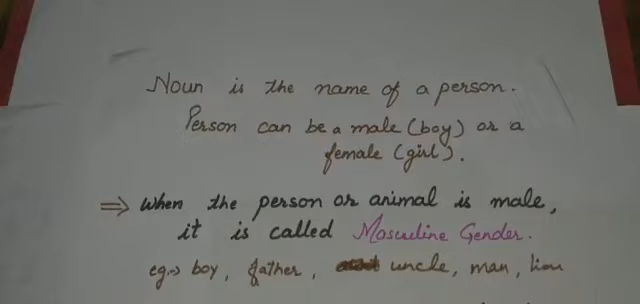 Noun is the name of a person.
Person can be a male (boy) or a
female (girl).
⇒ When the person or animal is male,
it is called Masculine Gender.
eg:→ boy, father, uncle, man, lion